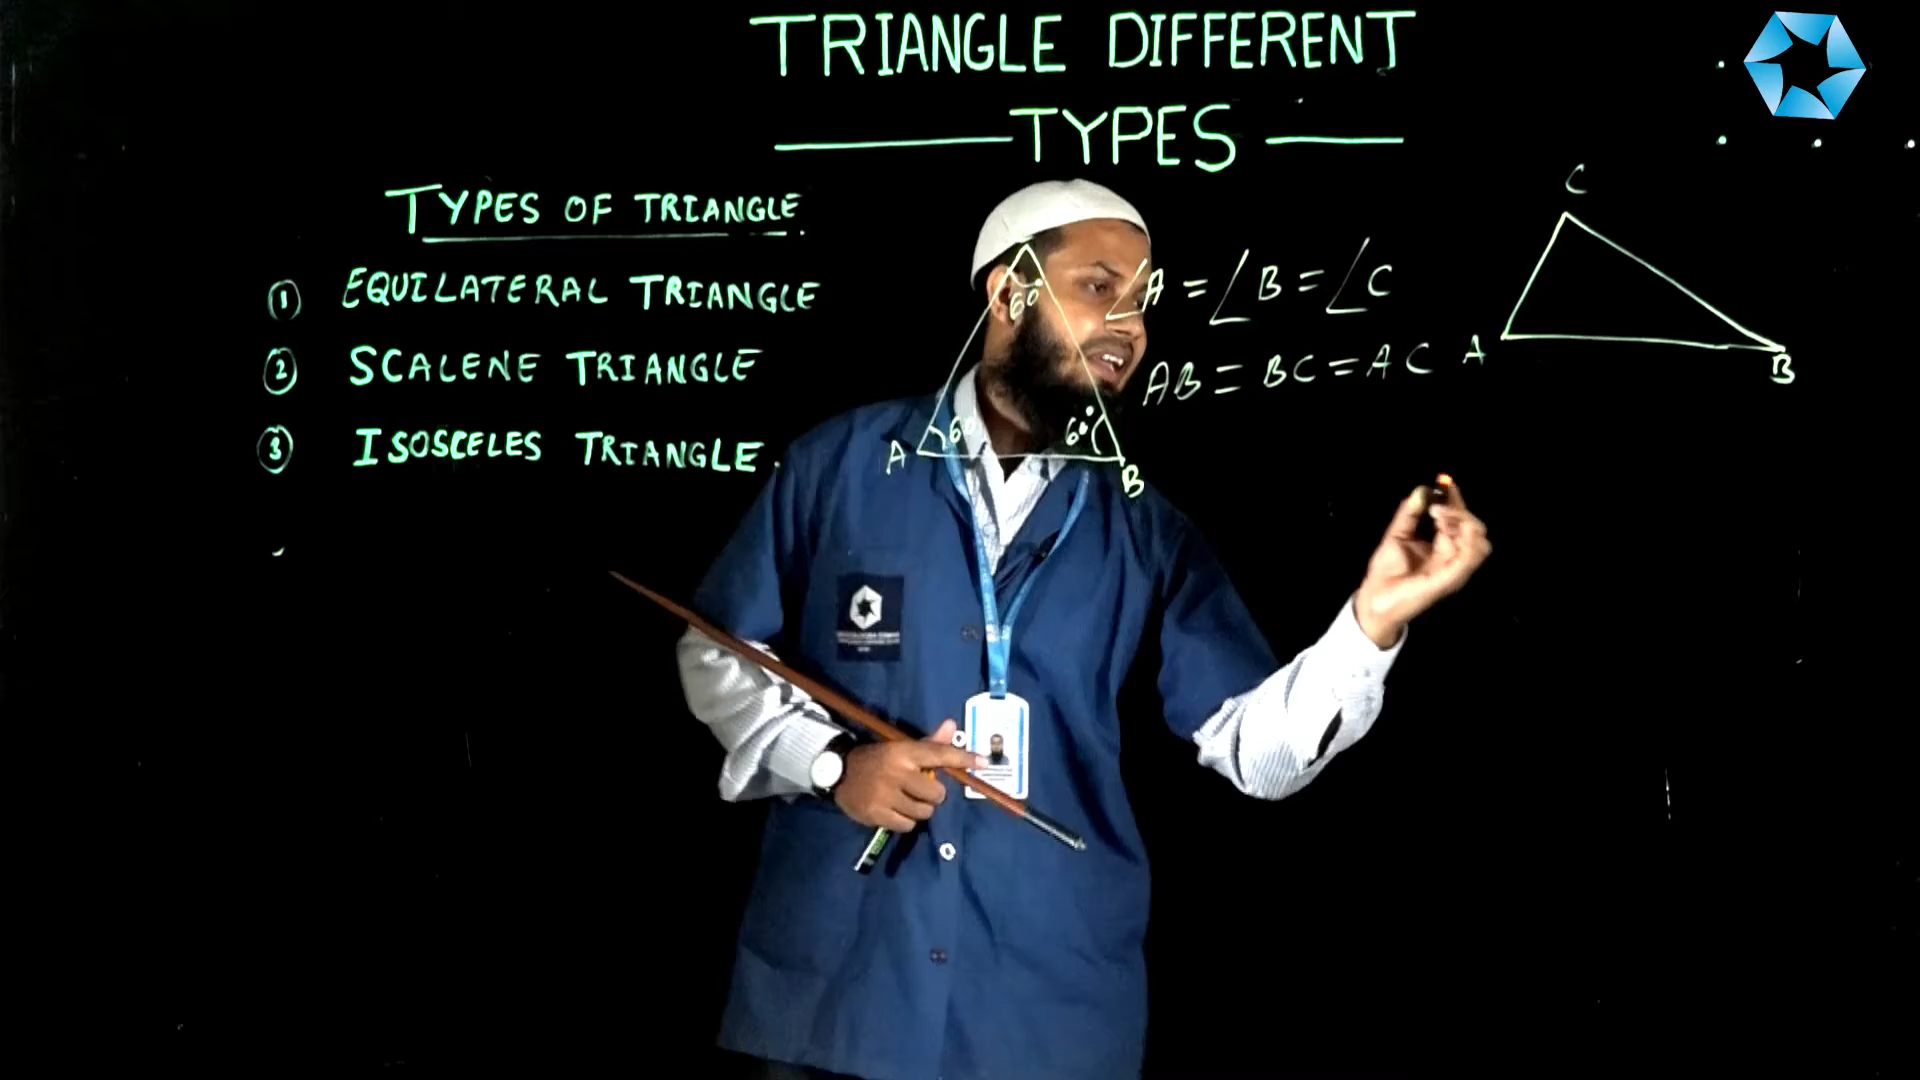 TRIANGLE DIFFERENT
TYPES
TYPES OF TRIANGLE
1 EQUILATERAL TRIANGLE
2 SCALENE TRIANGLE
3 ISOSCELES TRIANGLE.
60°
60
60°
A
B
∠A = ∠B = ∠C
AB = BC = AC
C
A
B